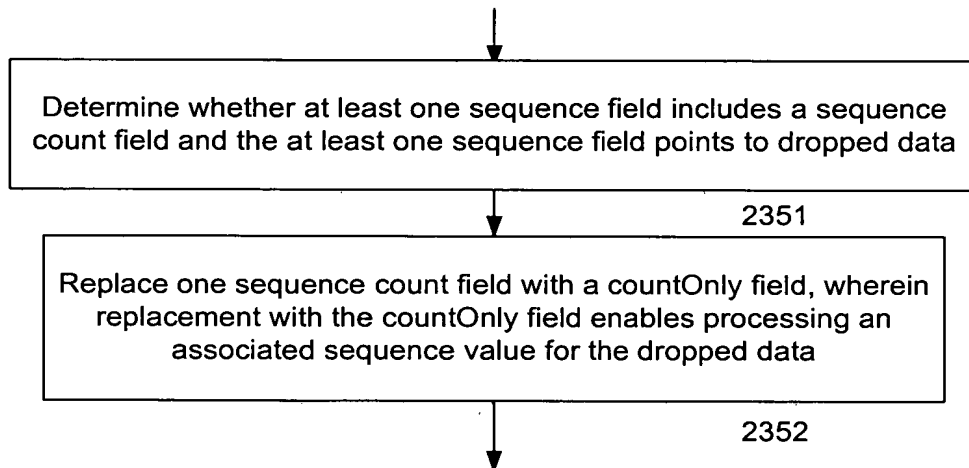 Determine whether at least one sequence field includes a sequence
count field and the at least one sequence field points to dropped data
2351
Replace one sequence count field with a countOnly field, wherein
replacement with the countOnly field enables processing an
associated sequence value for the dropped data
2352